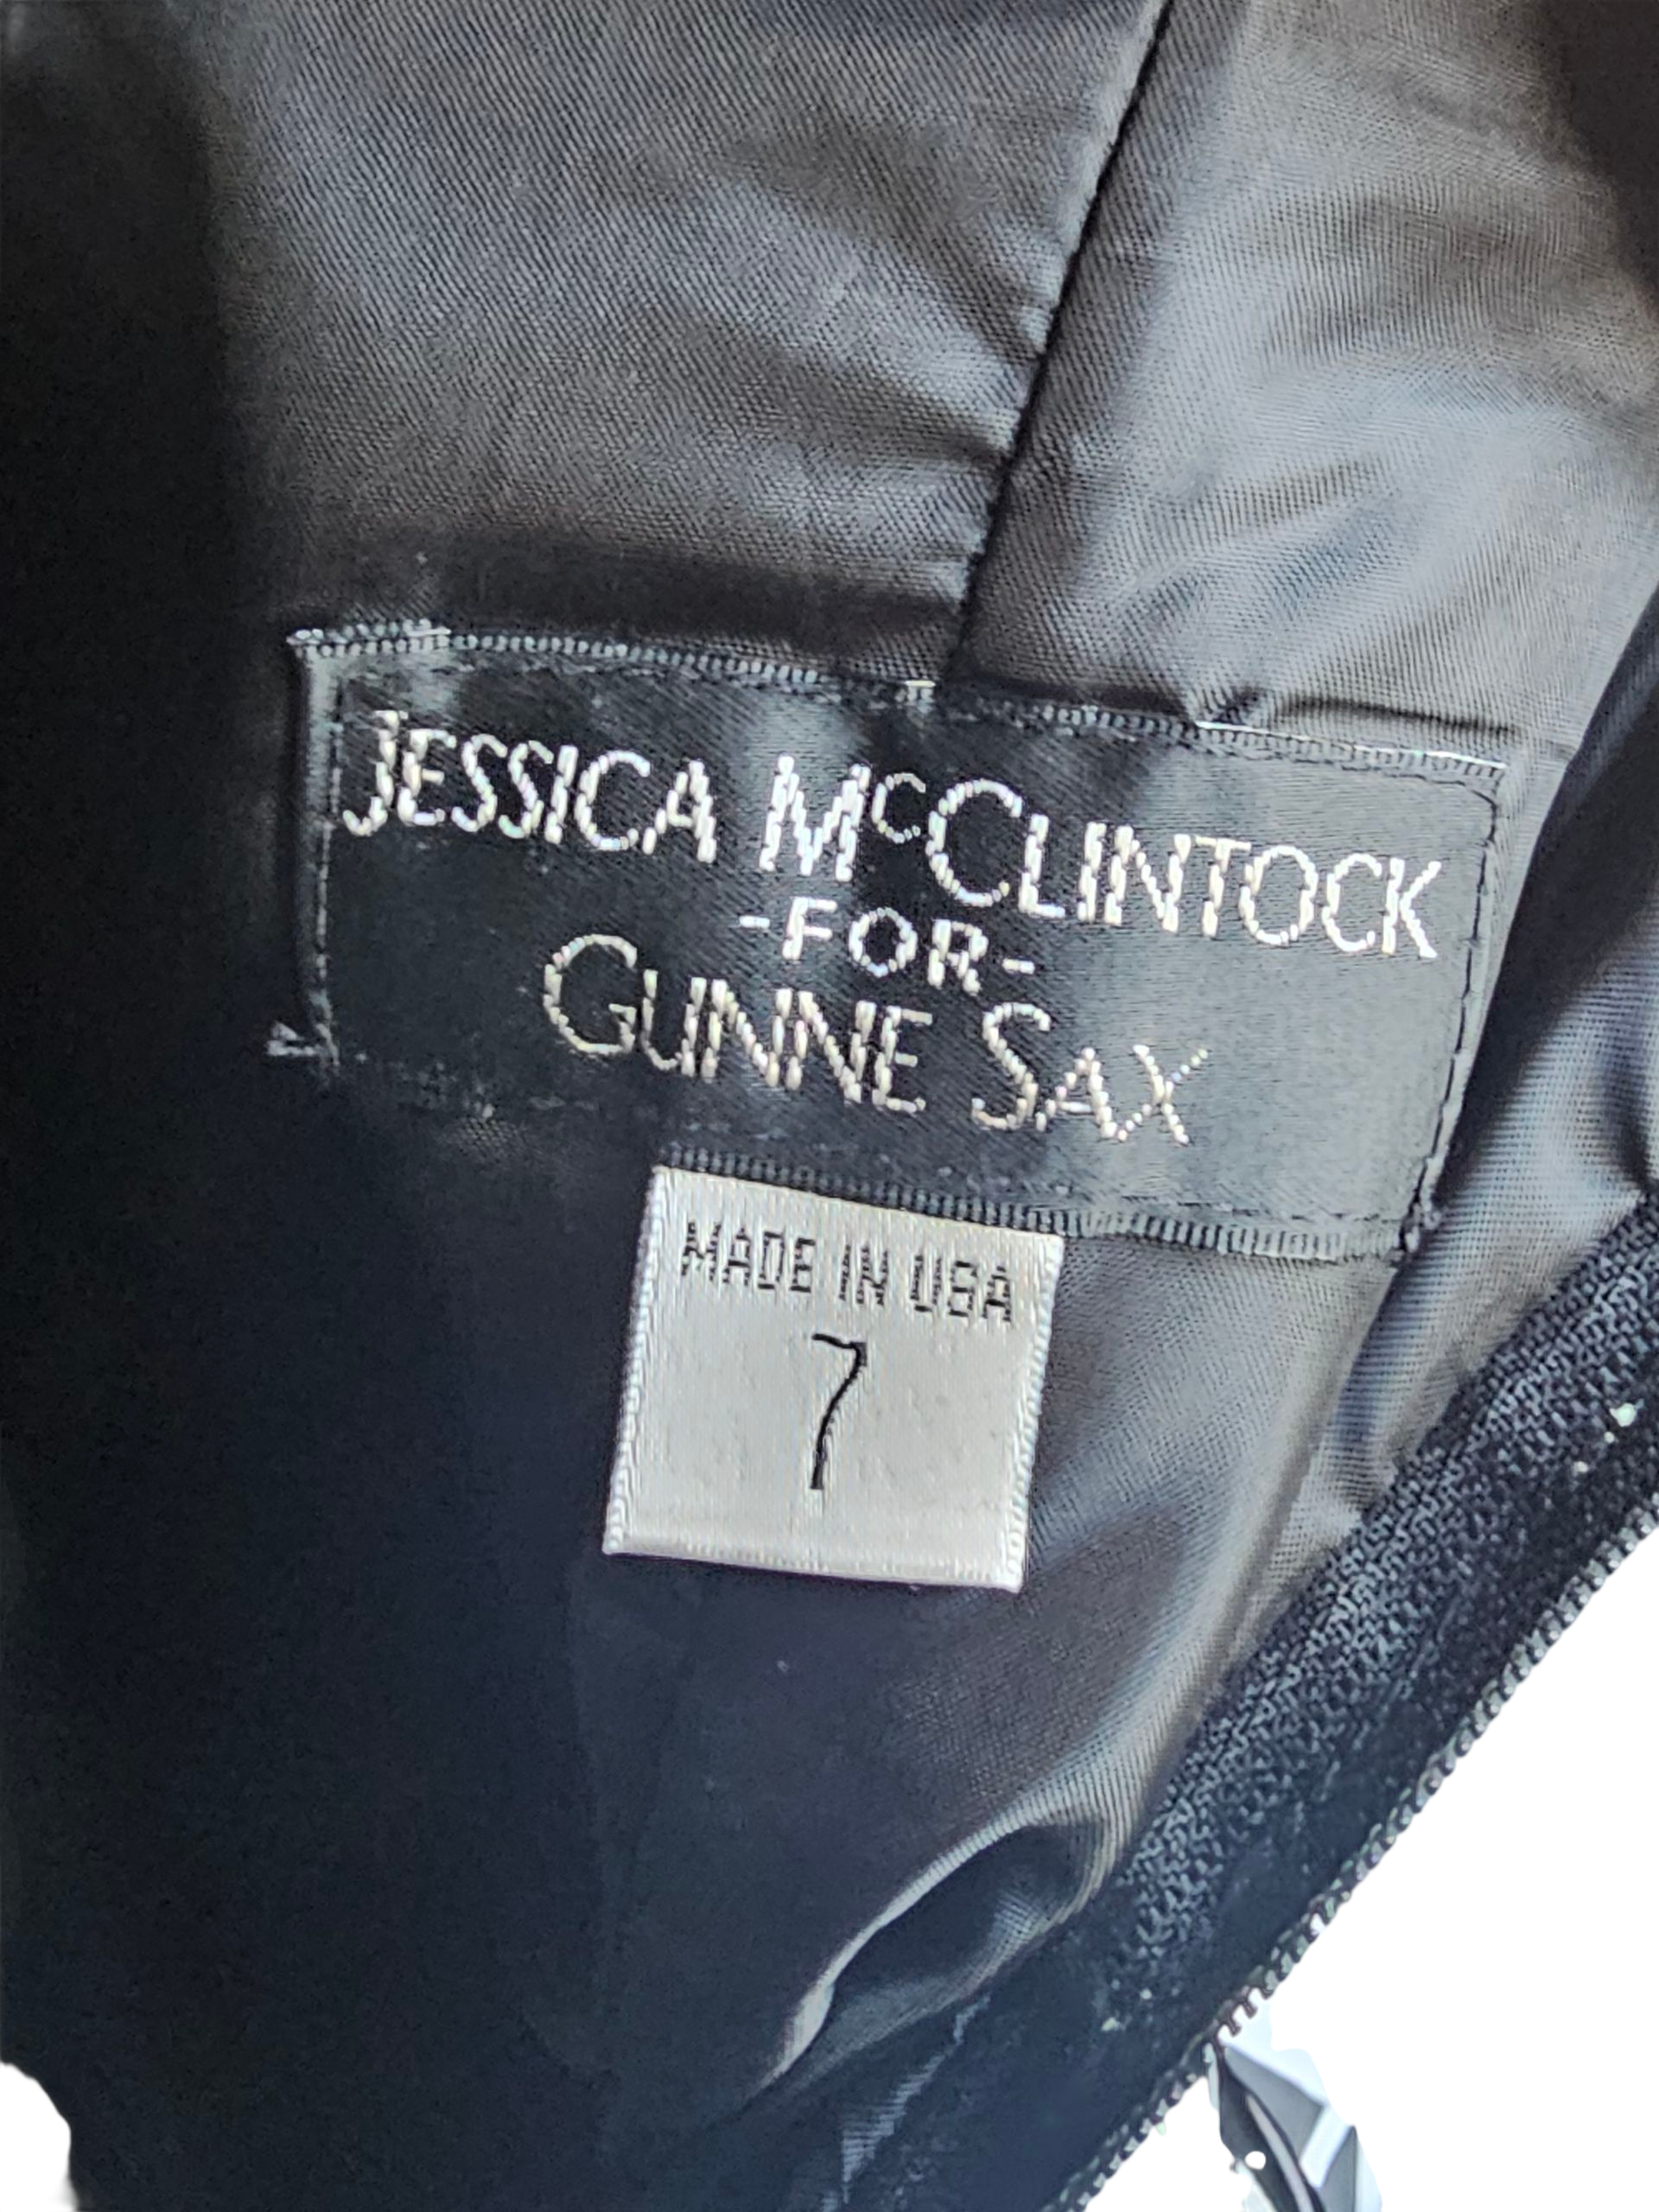 JESSICA McCLINTOCK
-FOR-
GUNNE SAX
MADE IN USA
7